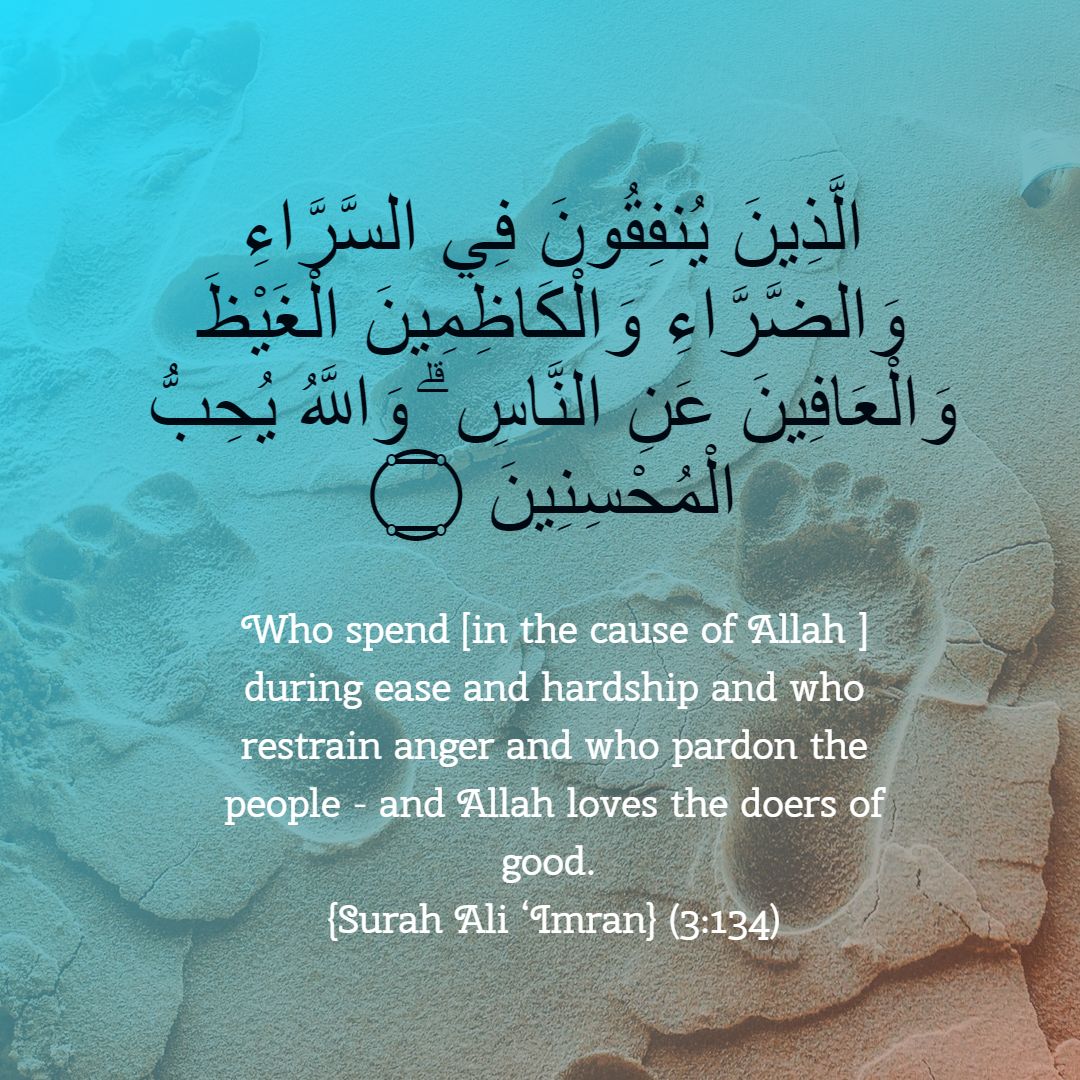 الَّذِينَ يُنفِقُونَ فِي السَّرَّاءِ
وَالضَّرَّاءِ وَالْكَاظِمِينَ الْغَيْظَ
وَالْعَافِينَ عَنِ النَّاسِ ۗ وَاللَّهُ يُحِبُّ
الْمُحْسِنِينَ ۝
Who spend [in the cause of Allah ]
during ease and hardship and who
restrain anger and who pardon the
people - and Allah loves the doers of
good.
{Surah Ali ‘Imran} (3:134)